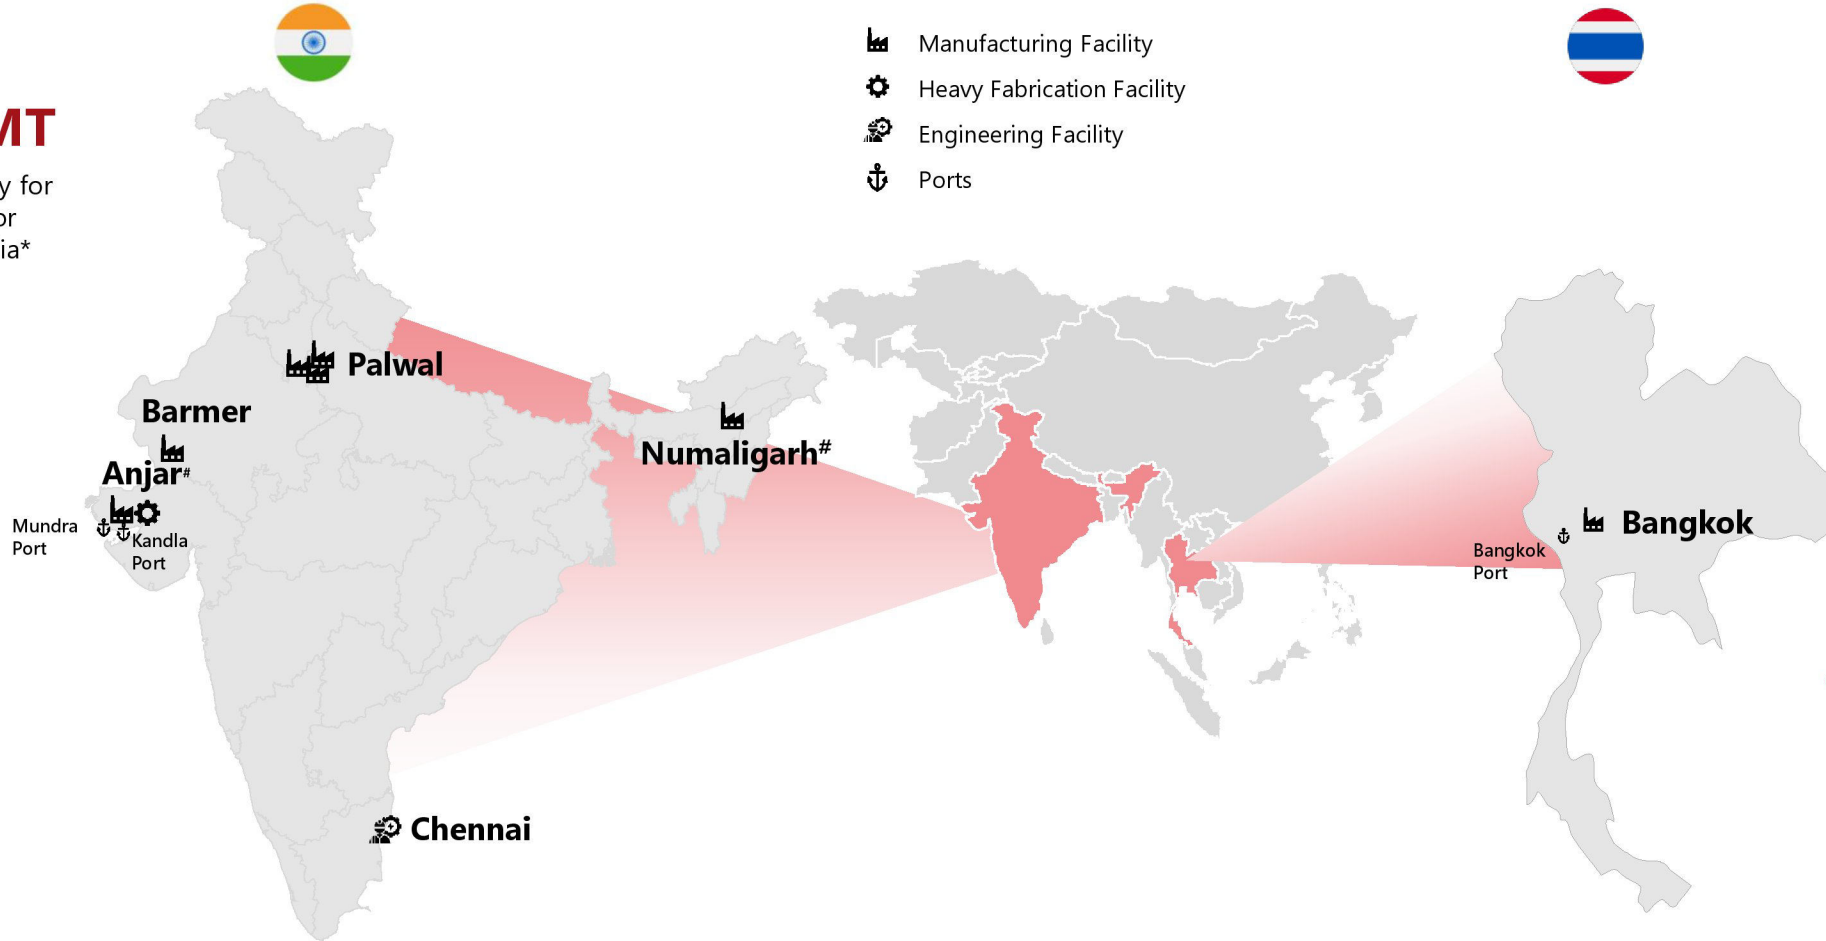 MT
y for
or
ia*
Manufacturing Facility
Heavy Fabrication Facility
Engineering Facility
Ports
Palwal
Barmer
Anjar#
Mundra
Port
Kandla
Port
Numaligarh#
Chennai
Bangkok
Bangkok
Port